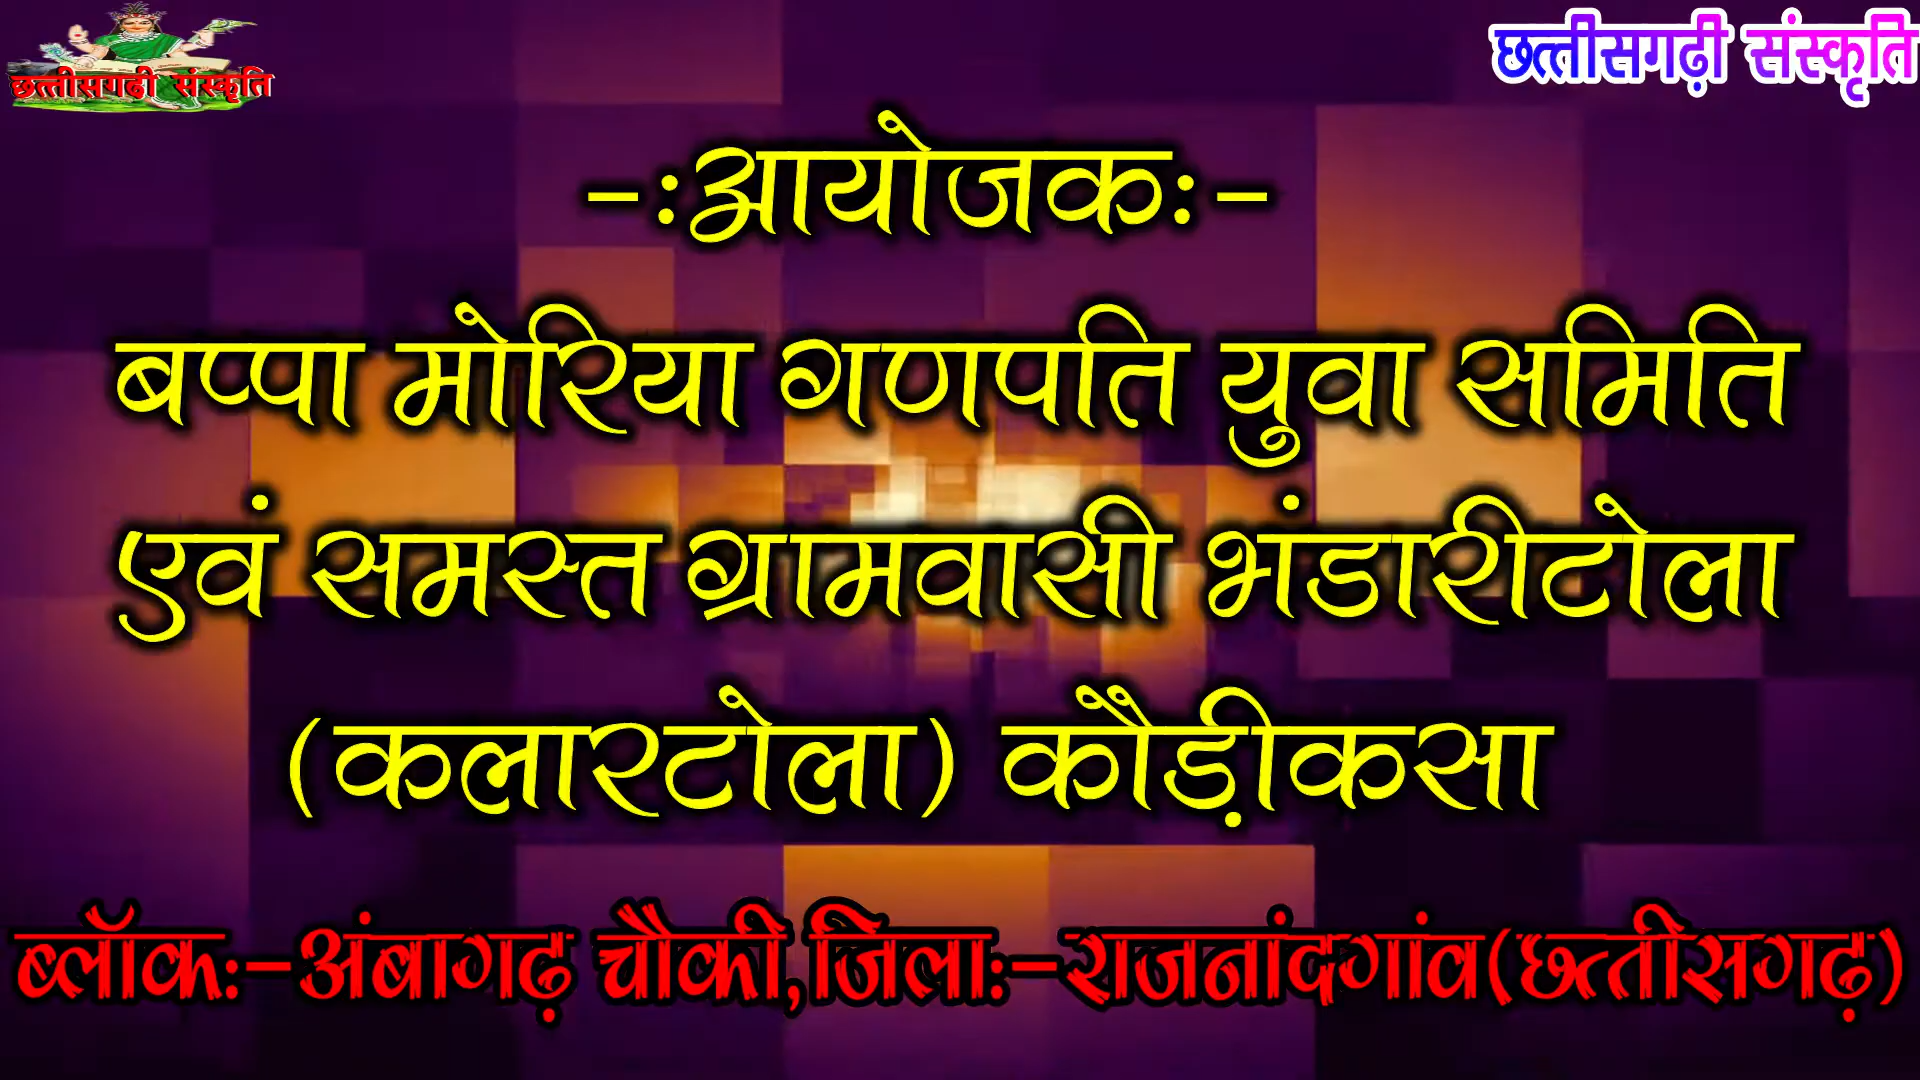 छत्तीसगढी संस्कृति
छत्तीसगढ़ी संस्कृति
-:आयोजक:-
बप्पा मोरिया गणपति युवा समिति
एवं समस्त ग्रामवासी भंडारीटोला
(कलारटोला) कौड़ीकसा
ब्लॉक:-अंबागढ़ चौकी,जिला:-राजनांदगांव(छत्तीसगढ़)